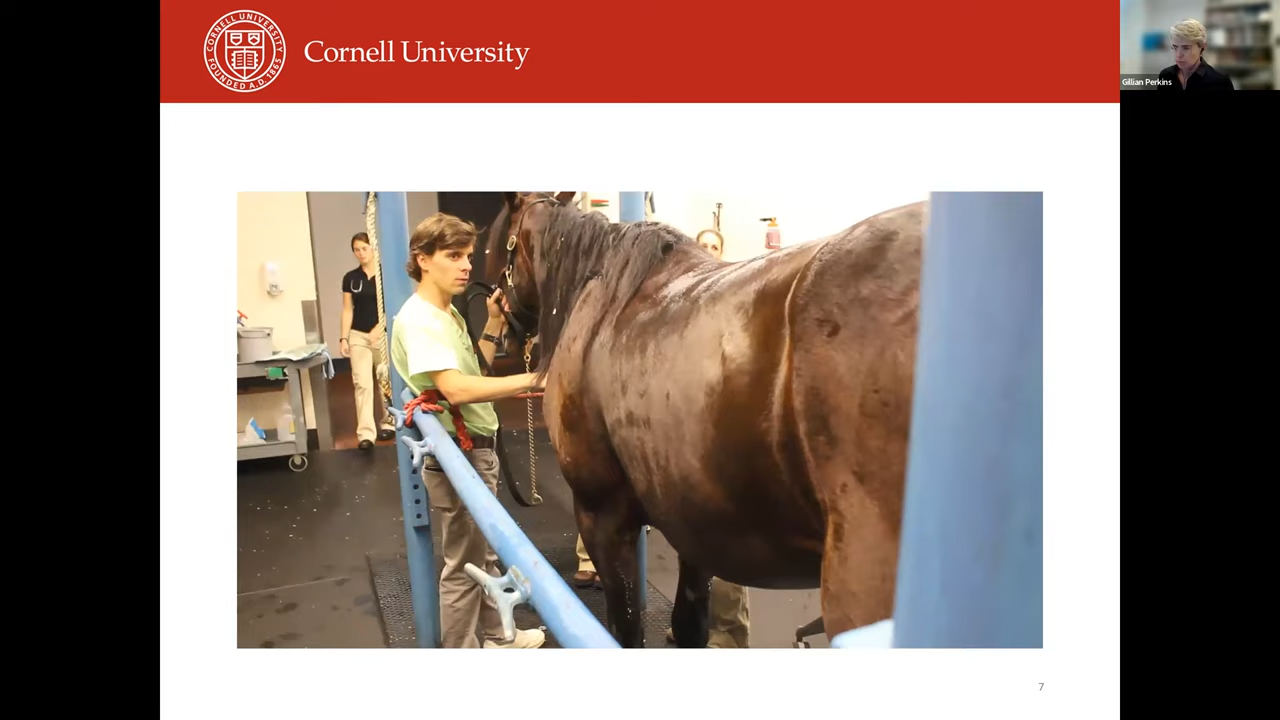 CORNELL UNIVERSITY
FOUNDED A.D. 1865
Cornell University
Gillian Perkins
7